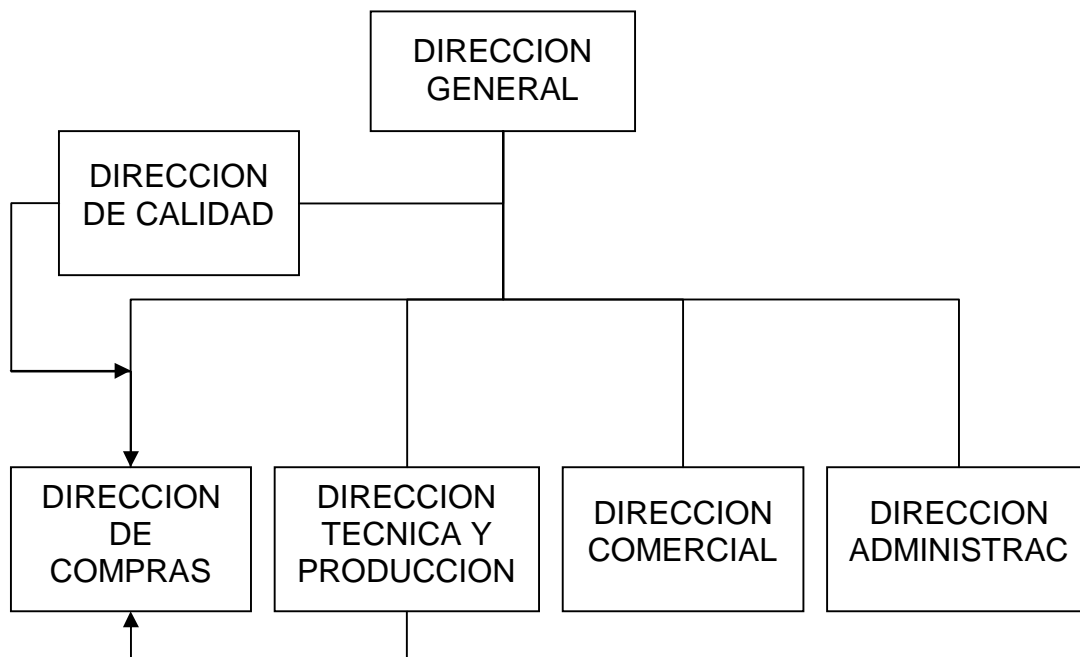 DIRECCION
GENERAL
DIRECCION
DE CALIDAD
DIRECCION
DE
COMPRAS
DIRECCION
TECNICA Y
PRODUCCION
DIRECCION
COMERCIAL
DIRECCION
ADMINISTRAC